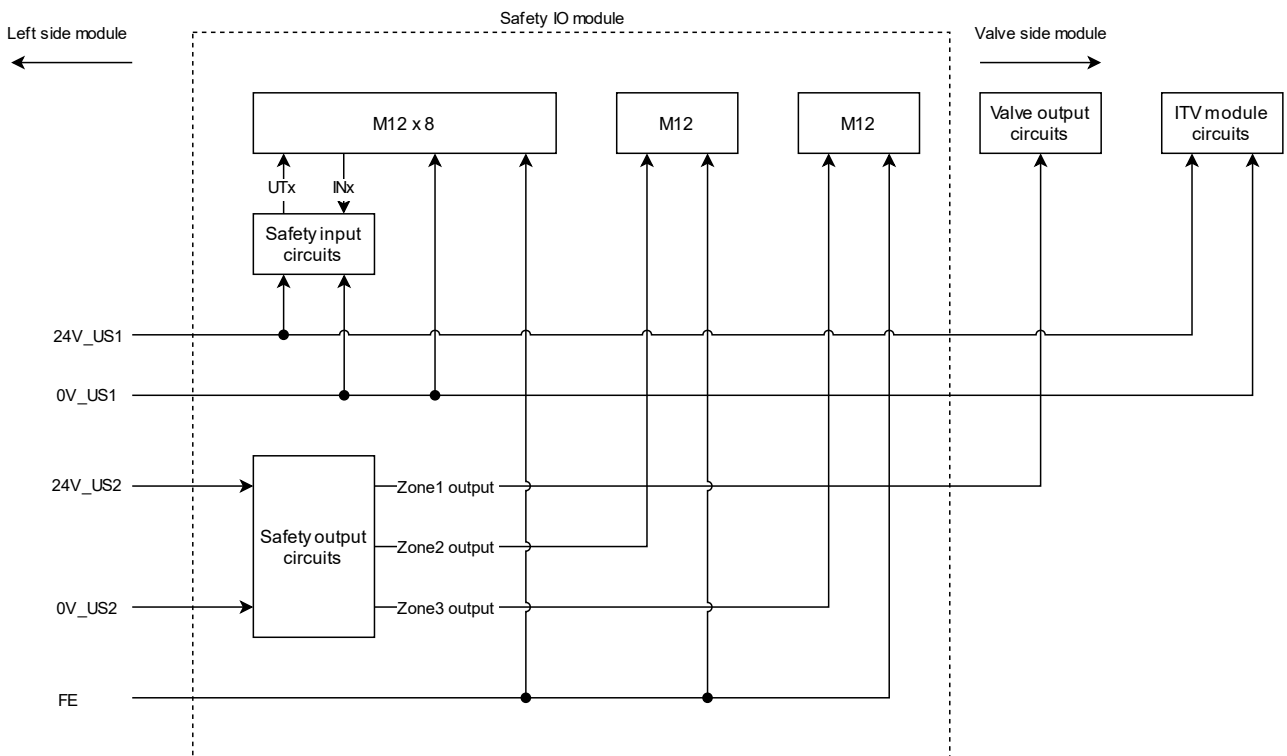 Safety IO module
Left side module
Valve side module
M12 x 8
M12
M12
Valve output
circuits
ITV module
circuits
UTx
INx
Safety input
circuits
24V_US1
0V_US1
24V_US2
Zone1 output
Safety output
circuits
Zone2 output
0V_US2
Zone3 output
FE